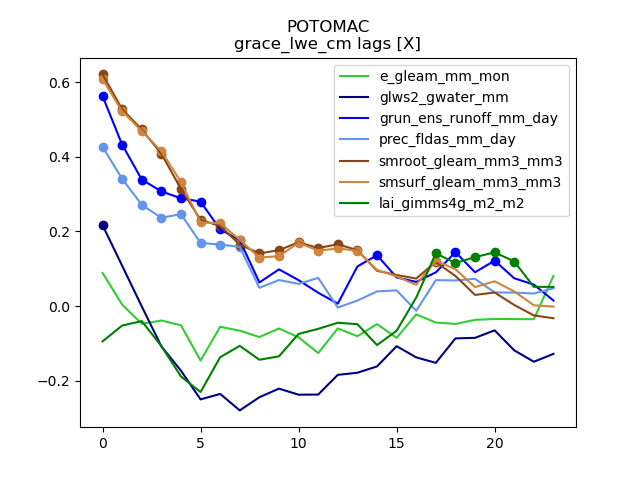 POTOMAC
grace_lwe_cm lags [X]
e_gleam_mm_mon
glws2_gwater_mm
grun_ens_runoff_mm_day
prec_fldas_mm_day
smroot_gleam_mm3_mm3
smsurf_gleam_mm3_mm3
lai_gimms4g_m2_m2
0.6
0.4
0.2
0.0
−0.2
0 5 10 15 20